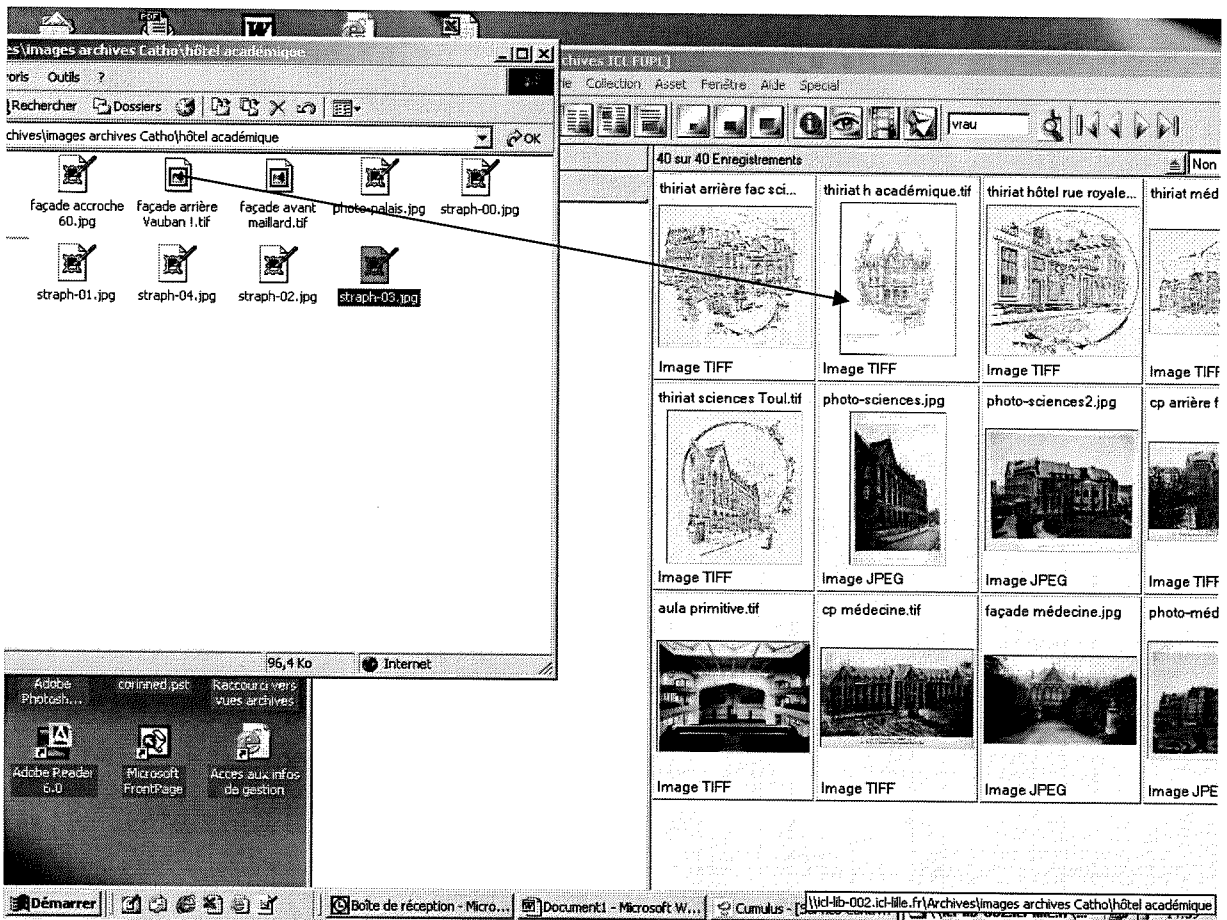 es\images archives Catho\hôtel académique
oris Outils ?
Rechercher Dossiers
chives\images archives Catho\hôtel académique OK
façade accroche 60.jpg
façade arrière Vauban !.tif
façade avant maillard.tif
photo-palais.jpg
straph-00.jpg
straph-01.jpg
straph-04.jpg
straph-02.jpg
straph-03.jpg
96,4 Ko Internet
chives ICL FUPL]
rie Collection Asset Fenêtre Aide Special
vrau
40 sur 40 Enregistrements
Non
thiriat arrière fac sci...
Image TIFF
thiriat h académique.tif
Image TIFF
thiriat hôtel rue royale...
Image TIFF
thiriat méd
Image TIFF
thiriat sciences Toul.tif
Image TIFF
photo-sciences.jpg
Image JPEG
photo-sciences2.jpg
Image JPEG
cp arrière f
Image TIFF
aula primitive.tif
Image TIFF
cp médecine.tif
Image TIFF
façade médecine.jpg
Image JPEG
photo-méd
Image JPE
Adobe Photosh...
corinned.pst
Raccourci vers vues archives
Adobe Reader 6.0
Microsoft FrontPage
Acces aux infos de gestion
Démarrer
Boîte de réception - Micro...
Document1 - Microsoft W...
Cumulus - [
\\icl-lib-002.icl-lille.fr\Archives\images archives Catho\hôtel académique